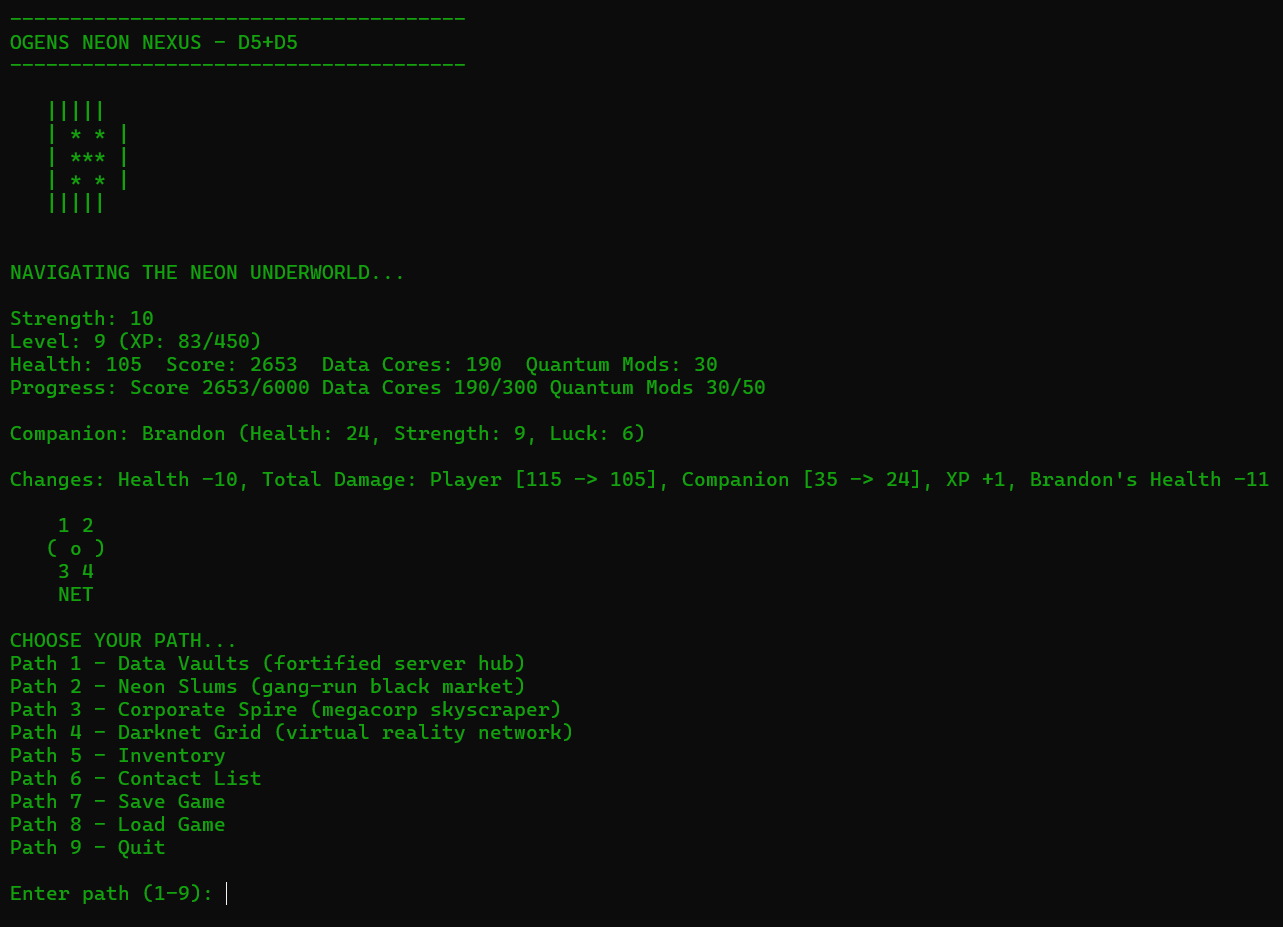 --------------------------------------
OGENS NEON NEXUS - D5+D5
--------------------------------------
|||||
| * * |
| *** |
| * * |
|||||
NAVIGATING THE NEON UNDERWORLD...
Strength: 10
Level: 9 (XP: 83/450)
Health: 105  Score: 2653  Data Cores: 190  Quantum Mods: 30
Progress: Score 2653/6000 Data Cores 190/300 Quantum Mods 30/50
Companion: Brandon (Health: 24, Strength: 9, Luck: 6)
Changes: Health -10, Total Damage: Player [115 -> 105], Companion [35 -> 24], XP +1, Brandon's Health -11
1 2
( o )
3 4
NET
CHOOSE YOUR PATH...
Path 1 - Data Vaults (fortified server hub)
Path 2 - Neon Slums (gang-run black market)
Path 3 - Corporate Spire (megacorp skyscraper)
Path 4 - Darknet Grid (virtual reality network)
Path 5 - Inventory
Path 6 - Contact List
Path 7 - Save Game
Path 8 - Load Game
Path 9 - Quit
Enter path (1-9):